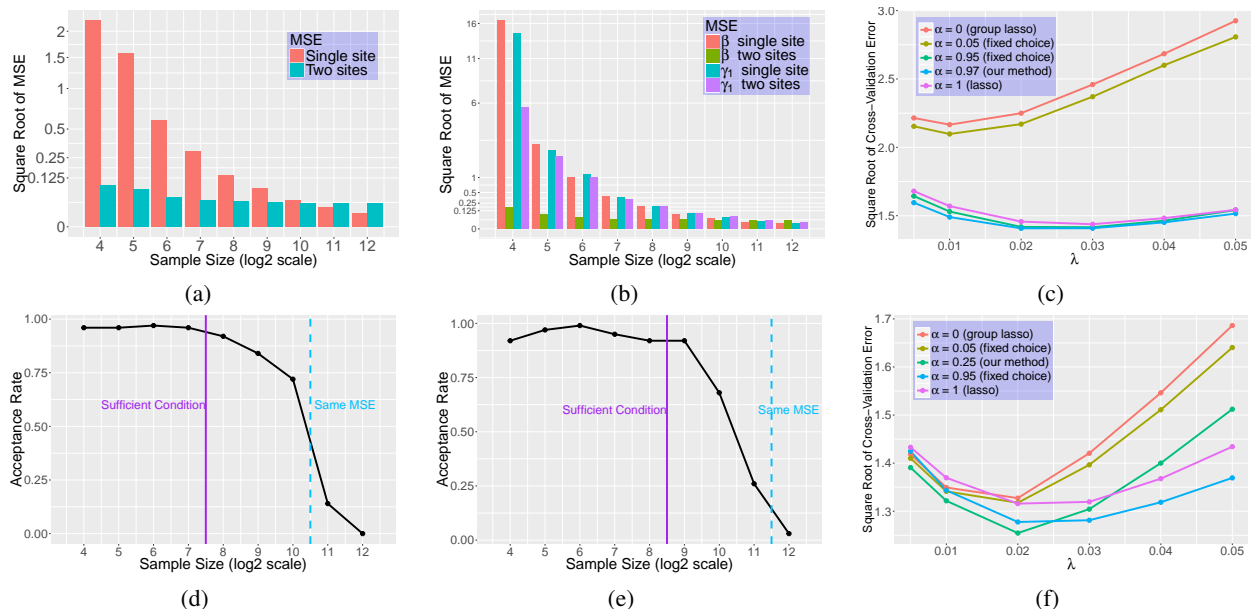 Square Root of MSE
2
1.5
1
0.5
0.25
0.125
0
MSE
Single site
Two sites
4 5 6 7 8 9 10 11 12
Sample Size (log2 scale)
(a)
Square Root of MSE
16
11
6
1
0.5
0.25
0.125
0
MSE
β single site
β two sites
γ1 single site
γ1 two sites
4 5 6 7 8 9 10 11 12
Sample Size (log2 scale)
(b)
Square Root of Cross−Validation Error
3.0
2.5
2.0
1.5
α = 0 (group lasso)
α = 0.05 (fixed choice)
α = 0.95 (fixed choice)
α = 0.97 (our method)
α = 1 (lasso)
0.01 0.02 0.03 0.04 0.05
λ
(c)
Acceptance Rate
1.00
0.75
0.50
0.25
0.00
Sufficient Condition
Same MSE
4 5 6 7 8 9 10 11 12
Sample Size (log2 scale)
(d)
Acceptance Rate
1.00
0.75
0.50
0.25
0.00
Sufficient Condition
Same MSE
4 5 6 7 8 9 10 11 12
Sample Size (log2 scale)
(e)
Square Root of Cross−Validation Error
1.7
1.6
1.5
1.4
1.3
α = 0 (group lasso)
α = 0.05 (fixed choice)
α = 0.25 (our method)
α = 0.95 (fixed choice)
α = 1 (lasso)
0.01 0.02 0.03 0.04 0.05
λ
(f)